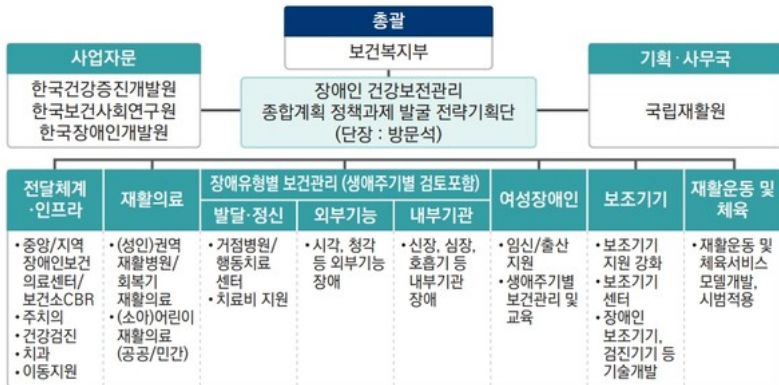 총괄
보건복지부
사업자문
한국건강증진개발원
한국보건사회연구원
한국장애인개발원
장애인 건강보전관리
종합계획 정책과제 발굴 전략기획단
(단장 : 방문석)
기획·사무국
국립재활원
전달체계
·인프라
•중앙/지역
장애인보건
의료센터/
보건소CBR
•주치의
•건강검진
•치과
•이동지원
재활의료
•(성인)권역
재활병원/
회복기
재활의료
•(소아)어린이
재활의료
(공공/민간)
장애유형별 보건관리 (생애주기별 검토포함)
발달·정신
•거점병원/
행동치료
센터
•치료비 지원
외부기능
•시각, 청각
등 외부기능
장애
내부기관
•신장, 심장,
호흡기 등
내부기관
장애
여성장애인
•임신/출산
지원
•생애주기별
보건관리 및
교육
보조기기
•보조기기
지원 강화
•보조기기
센터
•장애인
보조기기,
검진기기 등
기술개발
재활운동 및
체육
•재활운동 및
체육서비스
모델개발,
시범적용